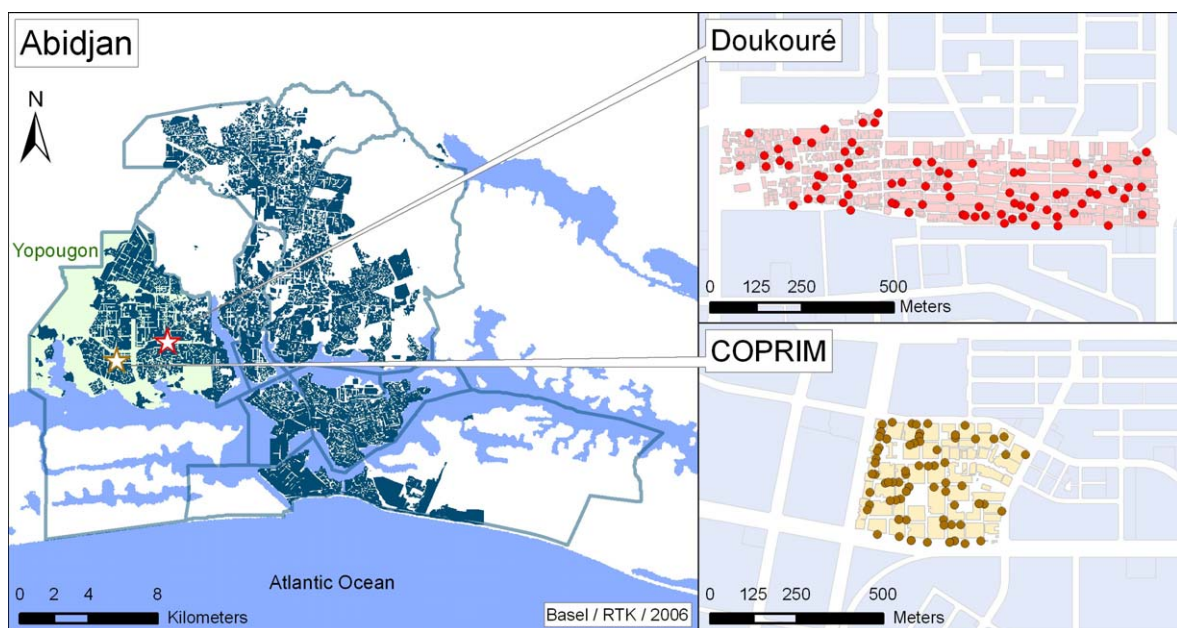 Abidjan
N
Yopougon
Atlantic Ocean
0 2 4 8
Kilometers
Basel / RTK / 2006
Doukouré
0 125 250 500
Meters
COPRIM
0 125 250 500
Meters